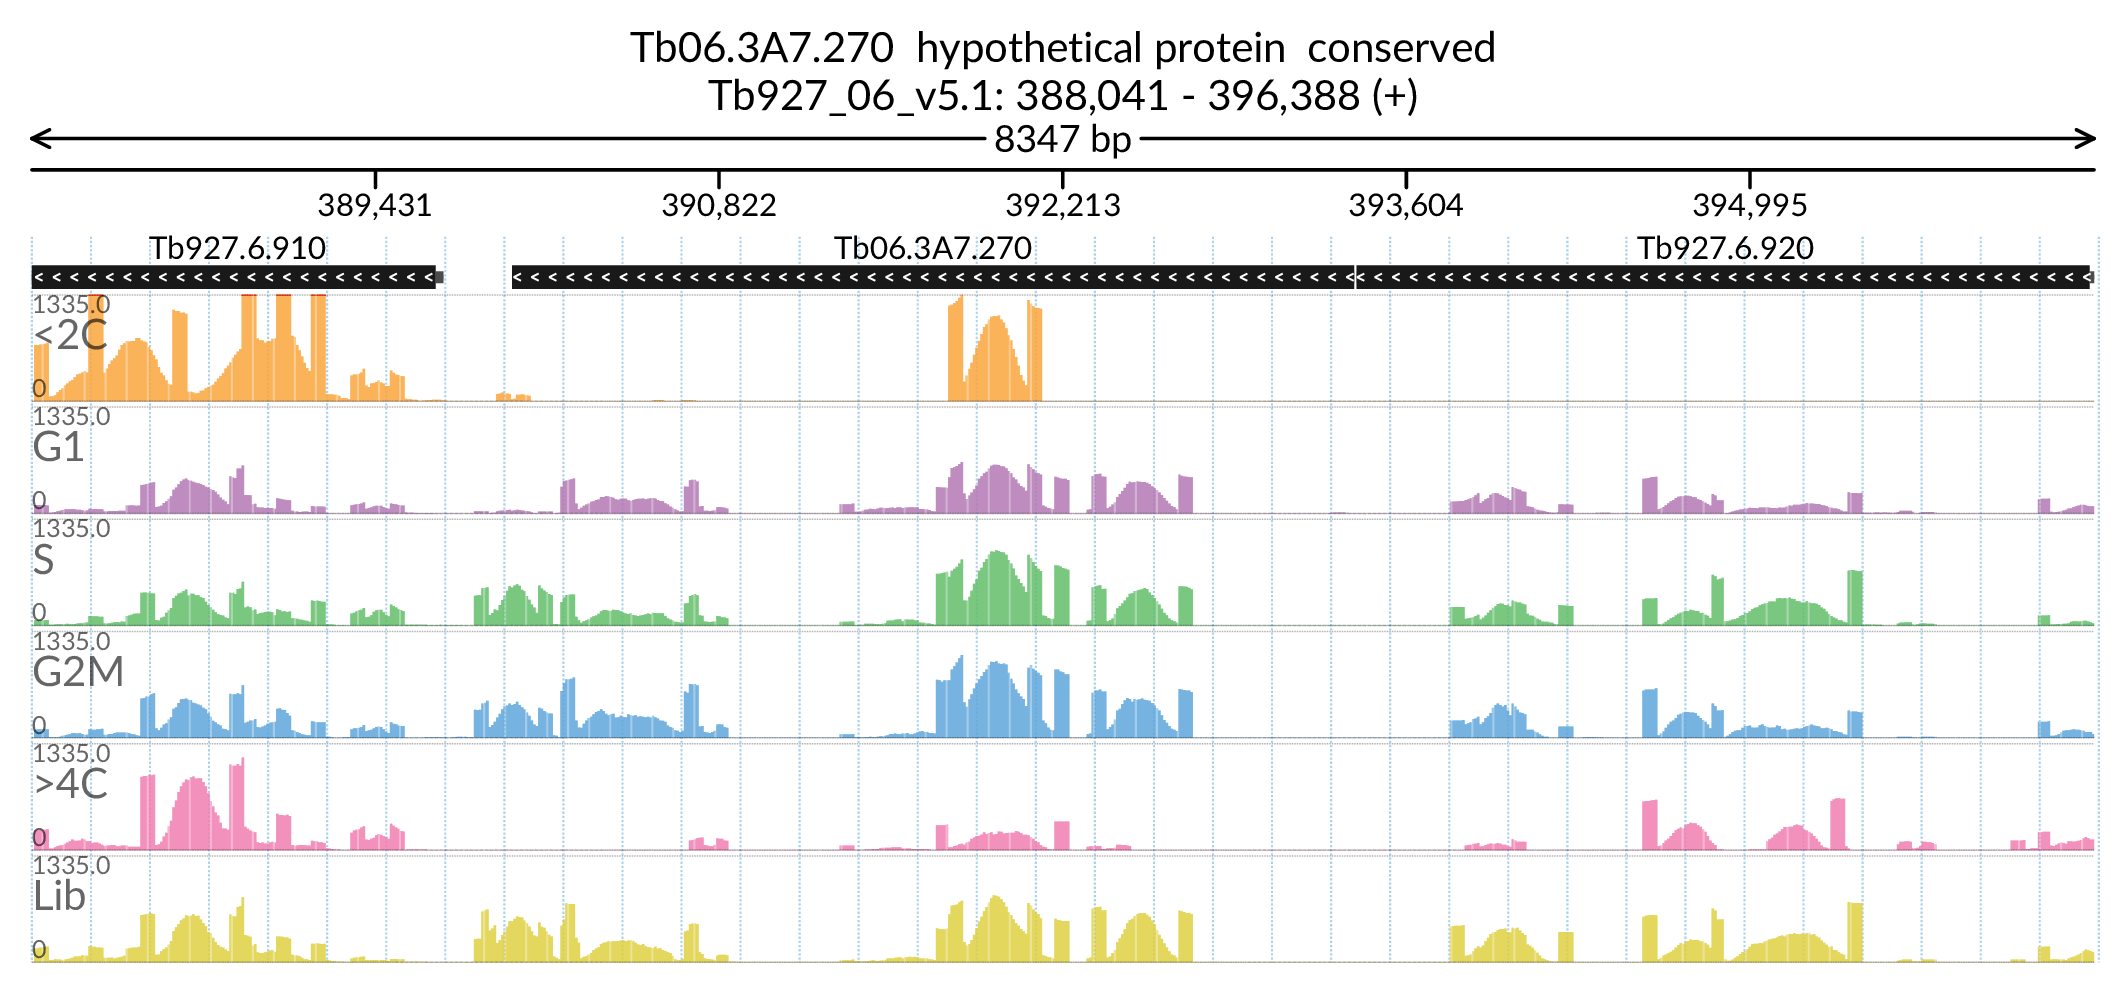 Tb06.3A7.270  hypothetical protein  conserved
Tb927_06_v5.1: 388,041 - 396,388 (+)
8347 bp
389,431 390,822 392,213 393,604 394,995
Tb927.6.910 Tb06.3A7.270 Tb927.6.920
1335.0
<2C
0
1335.0
G1
0
1335.0
S
0
1335.0
G2M
0
1335.0
>4C
0
1335.0
Lib
0